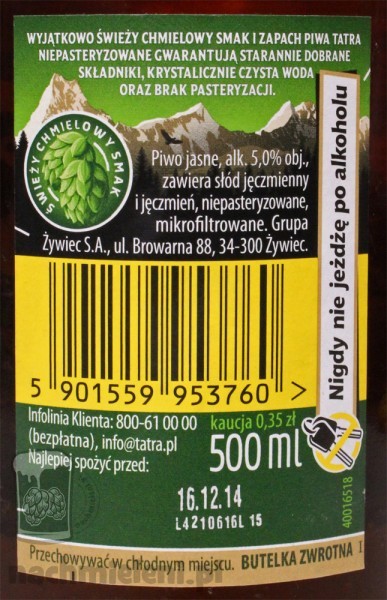 WYJĄTKOWO ŚWIEŻY CHMIELOWY SMAK I ZAPACH PIWA TATRA
NIEPASTERYZOWANE GWARANTUJĄ STARANNIE DOBRANE
SKŁADNIKI, KRYSTALICZNIE CZYSTA WODA
ORAZ BRAK PASTERYZACJI.
ŚWIEŻY CHMIELOWY SMAK
Piwo jasne, alk. 5,0% obj.,
zawiera słód jęczmienny
i jęczmień, niepasteryzowane,
mikrofiltrowane. Grupa
Żywiec S.A., ul. Browarna 88, 34-300 Żywiec.
Nigdy nie jeżdżę po alkoholu
5 901559 953760 >
Infolinia Klienta: 800-61 00 00
(bezpłatna), info@tatra.pl
Najlepiej spożyć przed:
kaucja 0,35 zł
500 ml
16.12.14
L4210616L 15
40016518
Przechowywać w chłodnym miejscu. BUTELKA ZWROTNA
nachmieleni.pl